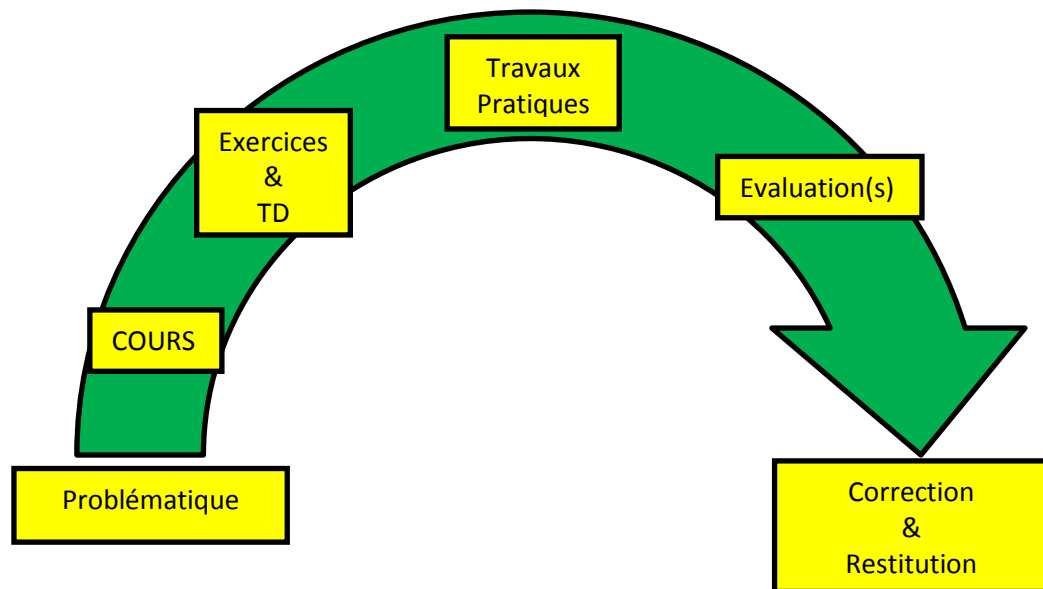 Problématique
COURS
Exercices
&
TD
Travaux
Pratiques
Evaluation(s)
Correction
&
Restitution